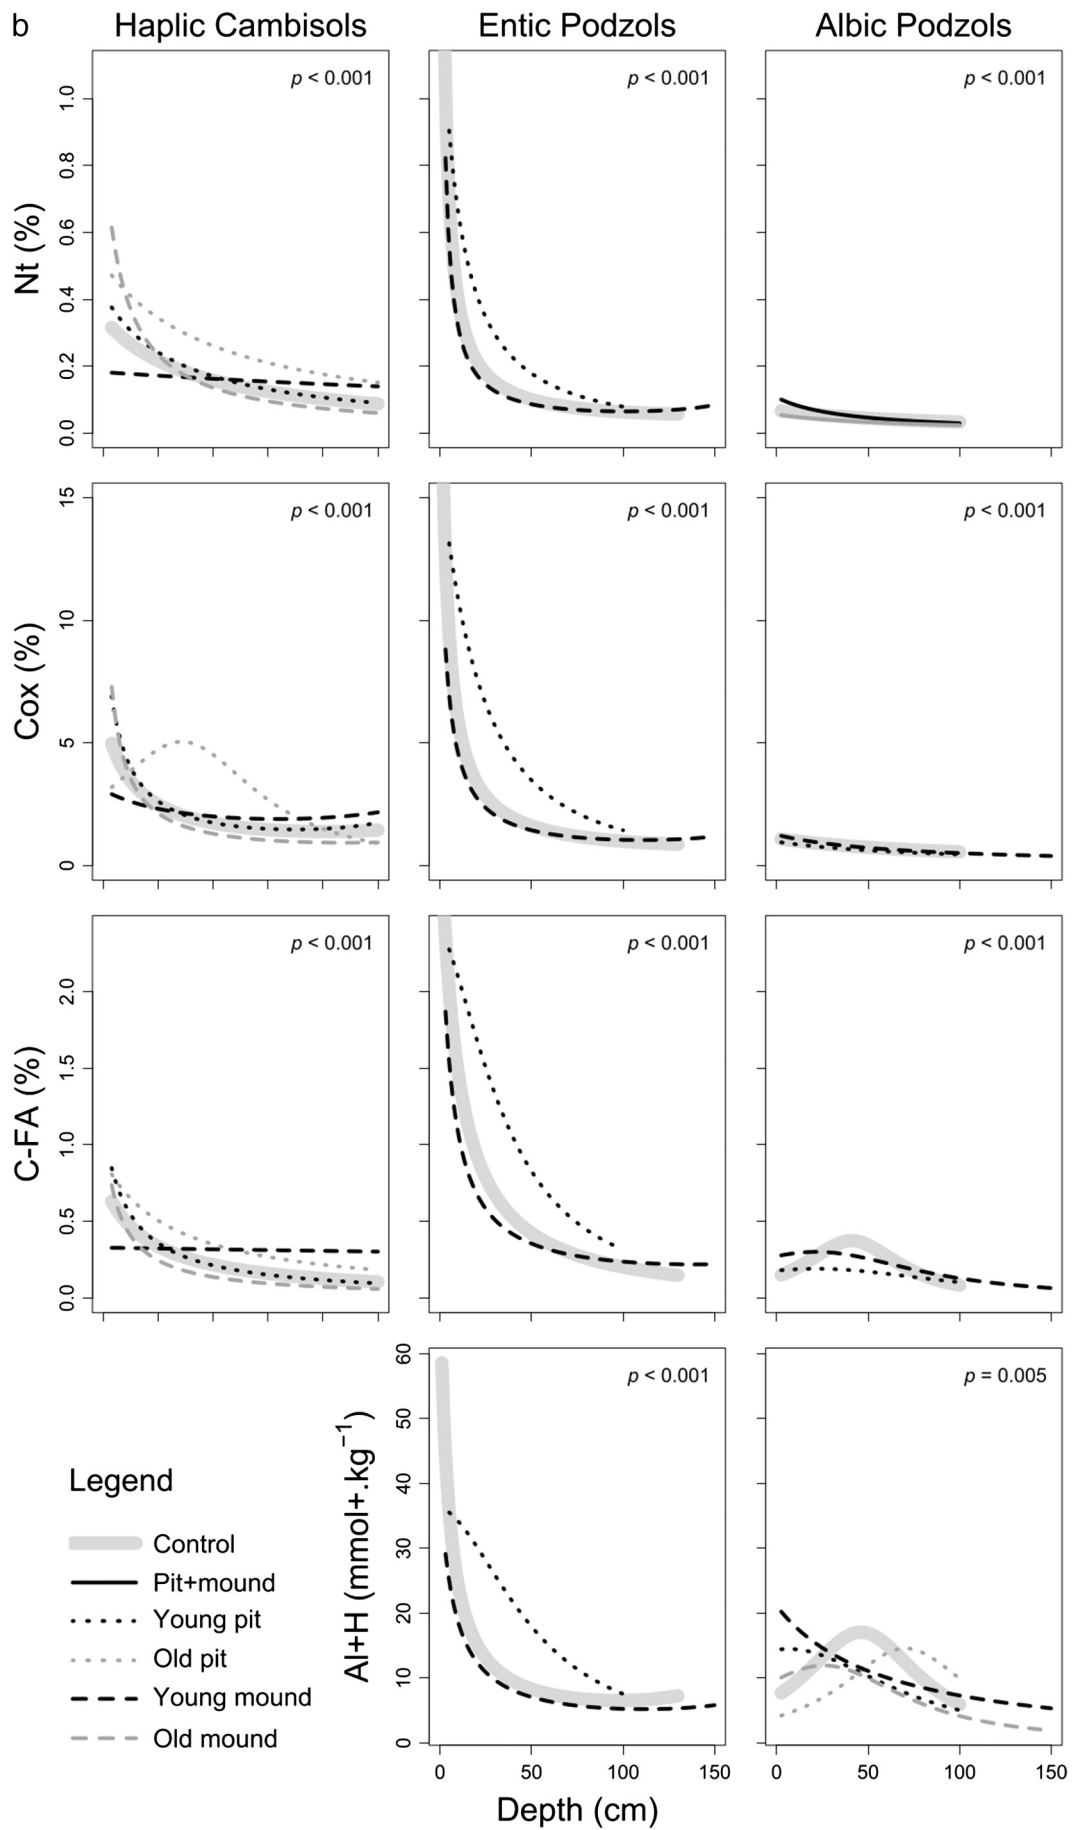 b
Haplic Cambisols Entic Podzols Albic Podzols
p < 0.001 p < 0.001 p < 0.001
Nt (%)
1.0
0.8
0.6
0.4
0.2
0.0
p < 0.001 p < 0.001 p < 0.001
Cox (%)
15
10
5
0
p < 0.001 p < 0.001 p < 0.001
C-FA (%)
2.0
1.5
1.0
0.5
0.0
p < 0.001 p = 0.005
Al+H (mmol+.kg−1)
60
50
40
30
20
10
0
Legend
Control
Pit+mound
Young pit
Old pit
Young mound
Old mound
0 50 100 150 0 50 100 150
Depth (cm)